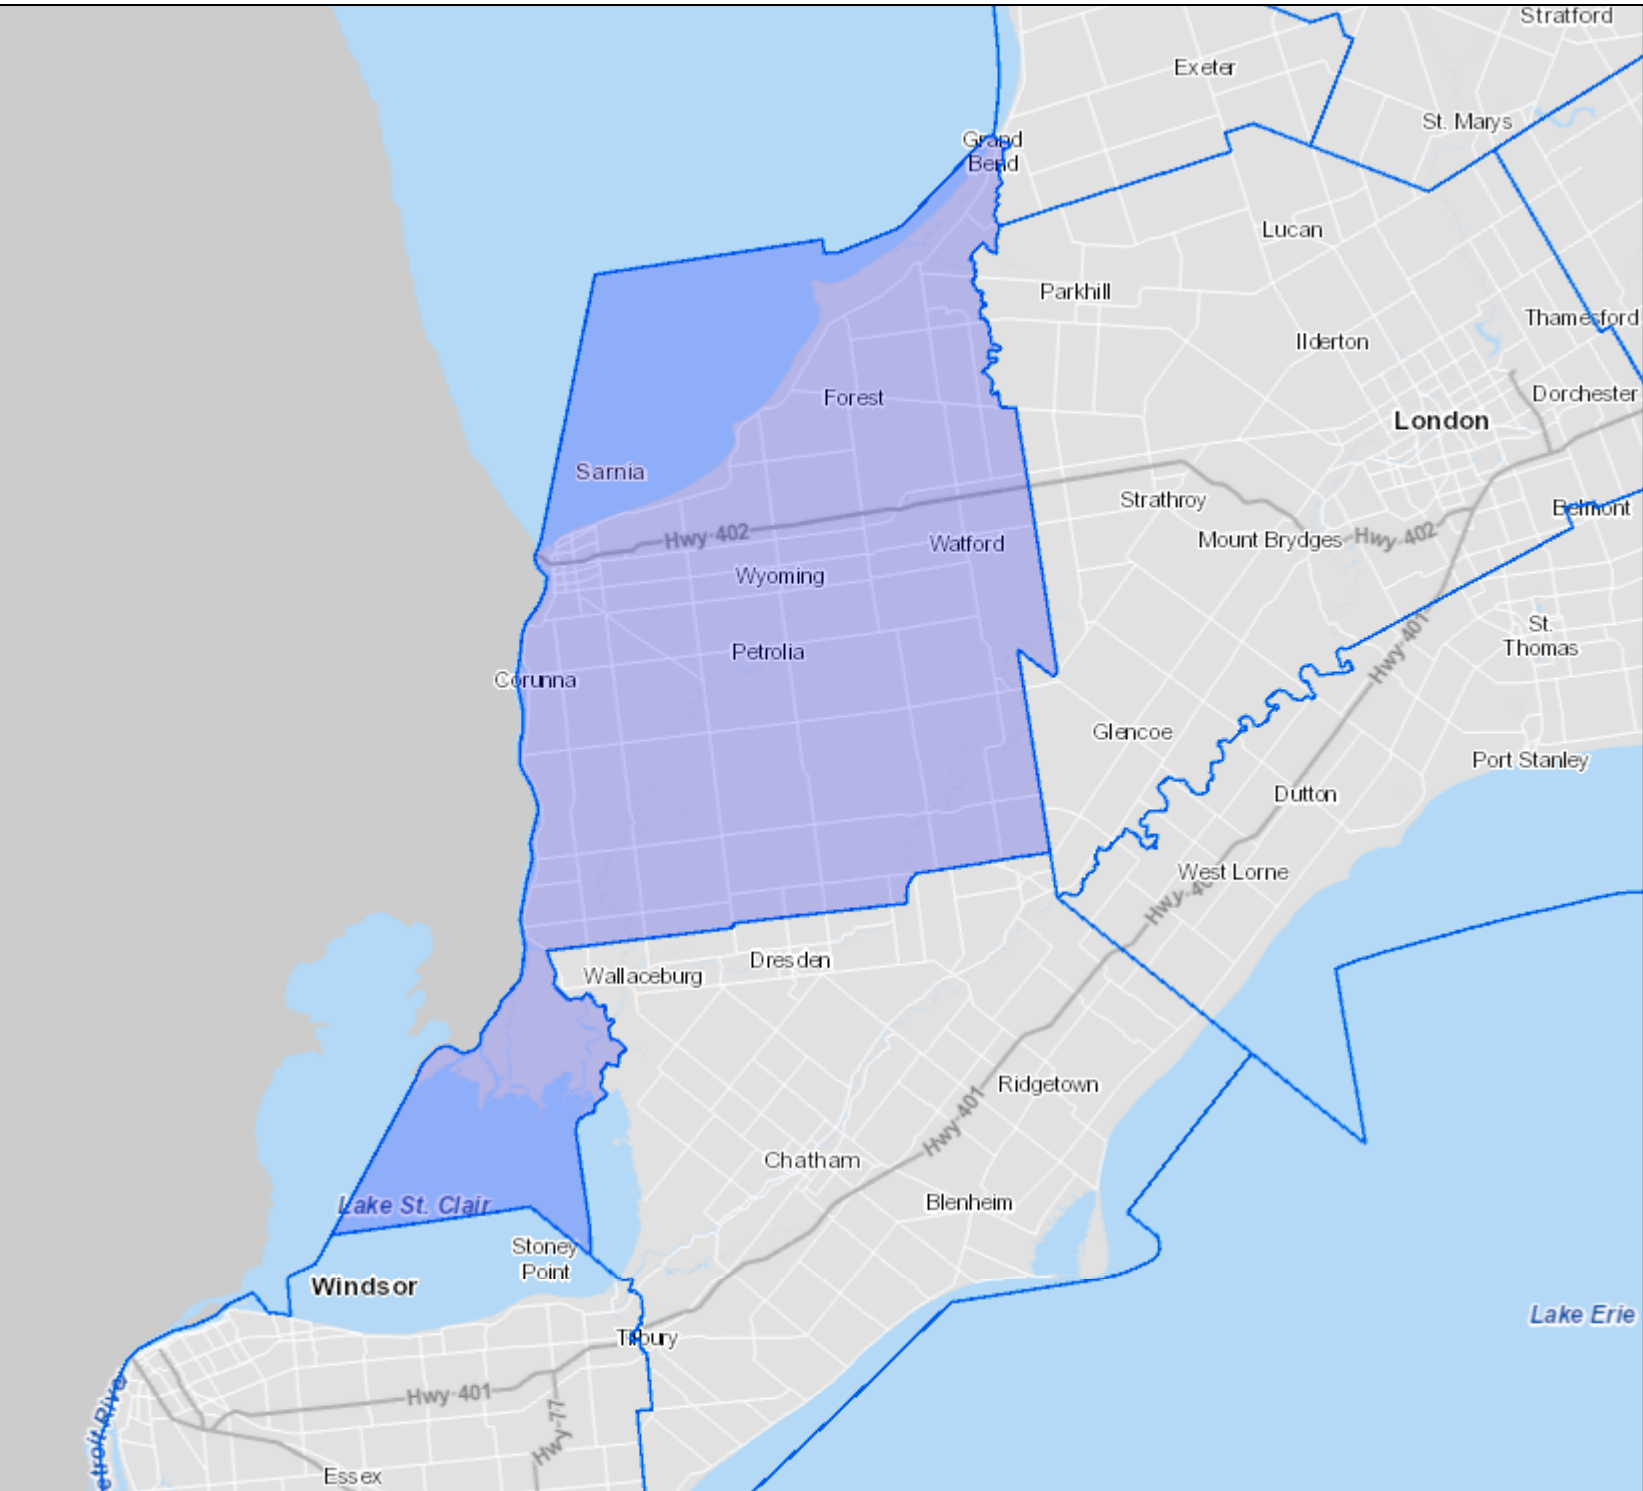 Stratford
Exeter
St. Marys
Grand
Bend
Lucan
Parkhill
Thamesford
Ilderton
Forest
Dorchester
London
Sarnia
Strathroy
Belmont
Hwy-402
Watford
Mount Brydges
Hwy-402
Wyoming
St.
Thomas
Hwy-401
Petrolia
Corunna
Glencoe
Port Stanley
Dutton
West Lorne
Dresden
Wallaceburg
Ridgetown
Hwy-401
Chatham
Blenheim
Lake St. Clair
Stoney
Point
Windsor
Lake Erie
Tilbury
Hwy-401
Hwy-77
Essex